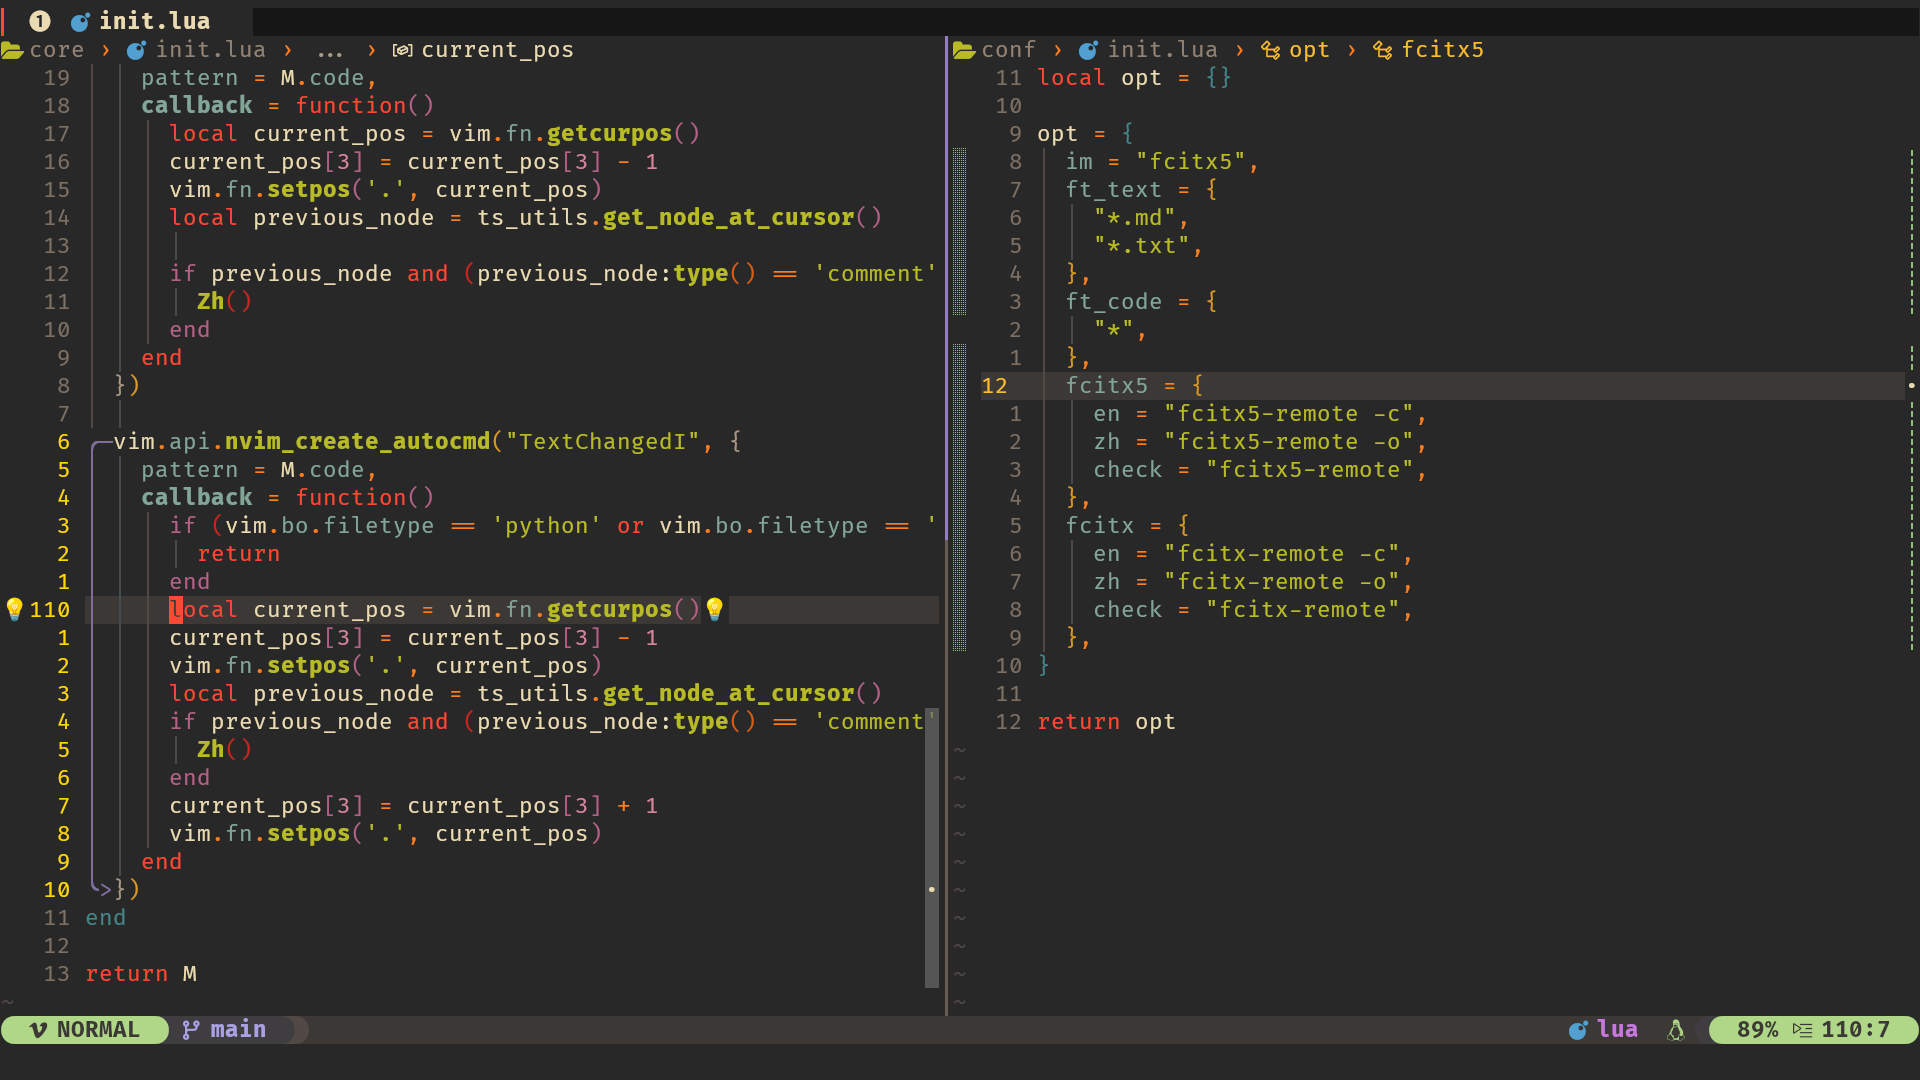 1 init.lua
core › init.lua › ... › current_pos
19 pattern = M.code,
18 callback = function()
17 local current_pos = vim.fn.getcurpos()
16 current_pos[3] = current_pos[3] - 1
15 vim.fn.setpos('.', current_pos)
14 local previous_node = ts_utils.get_node_at_cursor()
13
12 if previous_node and (previous_node:type() == 'comment'
11 Zh()
10 end
9 end
8 })
7
6 vim.api.nvim_create_autocmd("TextChangedI", {
5 pattern = M.code,
4 callback = function()
3 if (vim.bo.filetype == 'python' or vim.bo.filetype == '
2 return
1 end
110 local current_pos = vim.fn.getcurpos()
1 current_pos[3] = current_pos[3] - 1
2 vim.fn.setpos('.', current_pos)
3 local previous_node = ts_utils.get_node_at_cursor()
4 if previous_node and (previous_node:type() == 'comment'
5 Zh()
6 end
7 current_pos[3] = current_pos[3] + 1
8 vim.fn.setpos('.', current_pos)
9 end
10 })
11 end
12
13 return M
~
conf › init.lua › opt › fcitx5
11 local opt = {}
10
9 opt = {
8 im = "fcitx5",
7 ft_text = {
6 "*.md",
5 "*.txt",
4 },
3 ft_code = {
2 "*",
1 },
12 fcitx5 = {
1 en = "fcitx5-remote -c",
2 zh = "fcitx5-remote -o",
3 check = "fcitx5-remote",
4 },
5 fcitx = {
6 en = "fcitx-remote -c",
7 zh = "fcitx-remote -o",
8 check = "fcitx-remote",
9 },
10 }
11
12 return opt
~
~
~
~
~
~
~
~
~
~
NORMAL main lua 89% 110:7